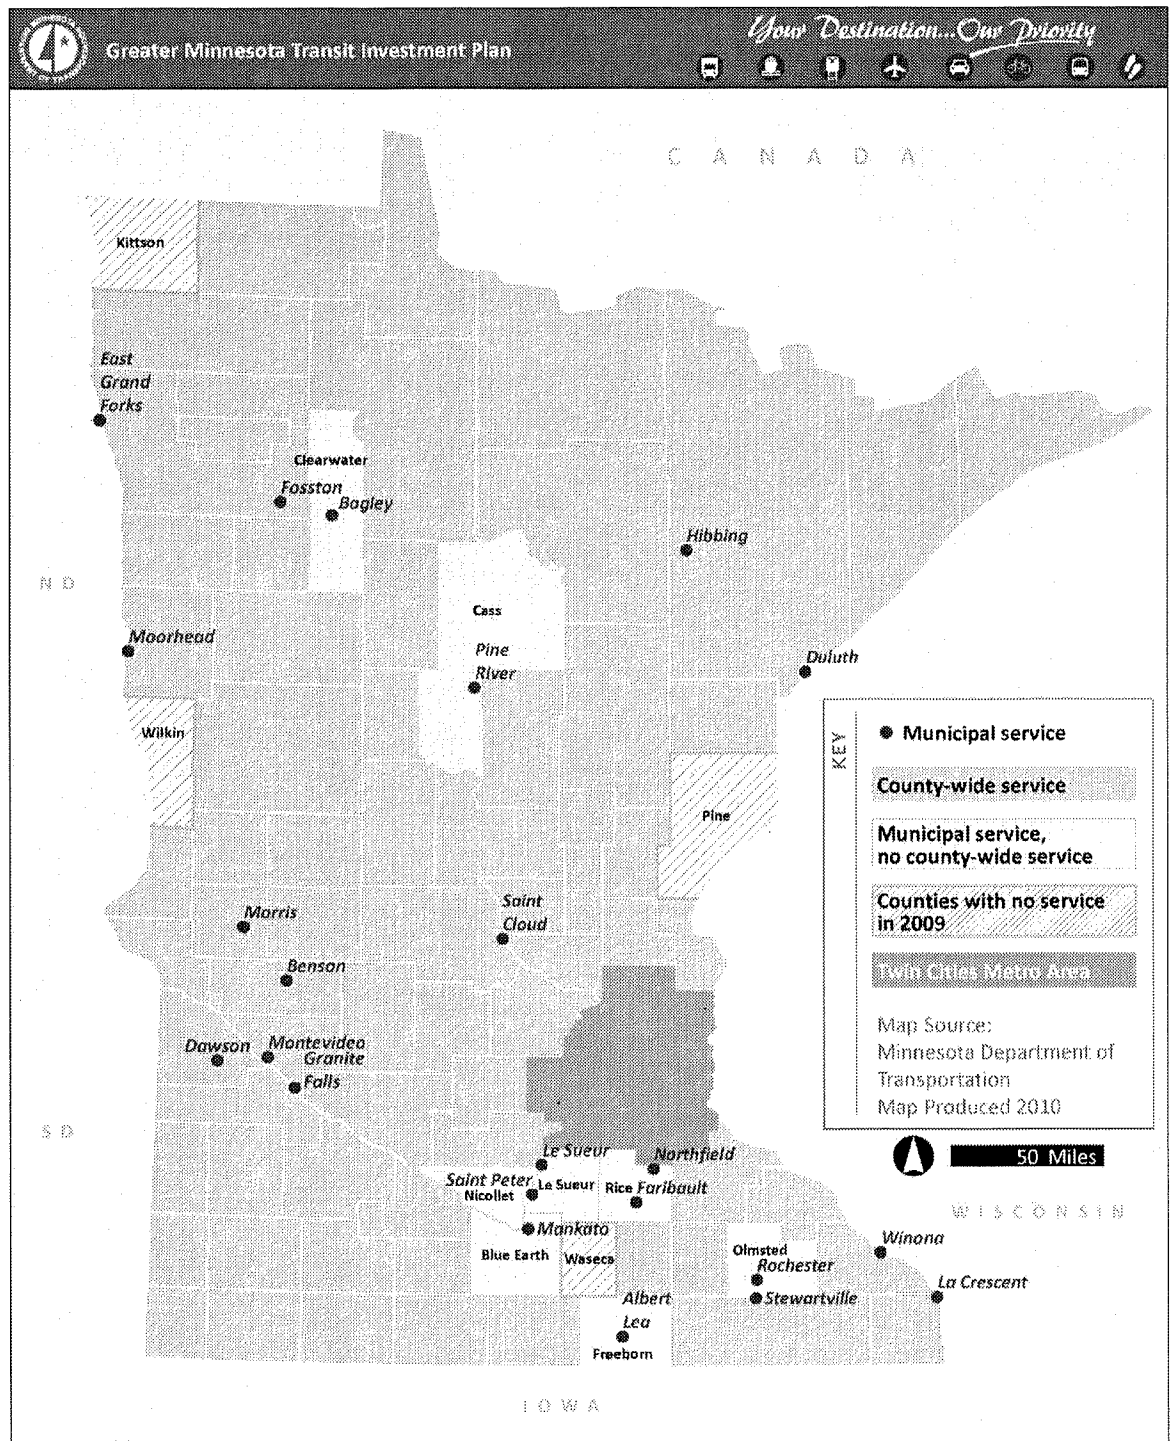 Greater Minnesota Transit Investment Plan
Your Destination...Our Priority
CANADA
Kittson
East
Grand
Forks
Clearwater
Fosston
Bagley
Hibbing
ND
Cass
Moorhead
Pine
River
Duluth
Wilkin
Pine
KEY
Municipal service
County-wide service
Municipal service,
no county-wide service
Counties with no service
in 2009
Twin Cities Metro Area
Map Source:
Minnesota Department of
Transportation
Map Produced 2010
Morris
Saint
Cloud
Benson
Dawson
Montevideo
Granite
Falls
SD
50 Miles
Le Sueur
Northfield
Saint Peter
Nicollet
Le Sueur
Rice
Faribault
WISCONSIN
Mankato
Blue Earth
Waseca
Winona
Olmsted
Rochester
Stewartville
La Crescent
Albert
Lea
Freeborn
IOWA